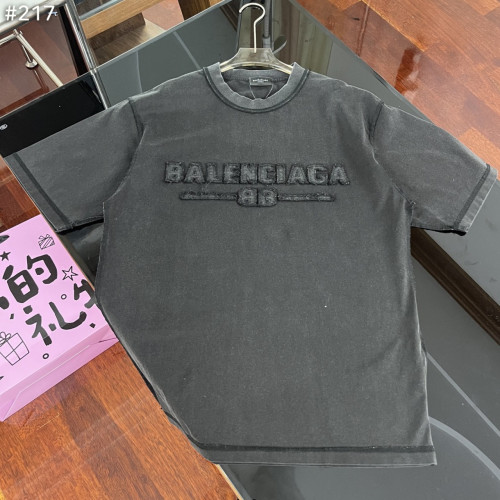 #217
BALENCIAGA
BB
的
礼